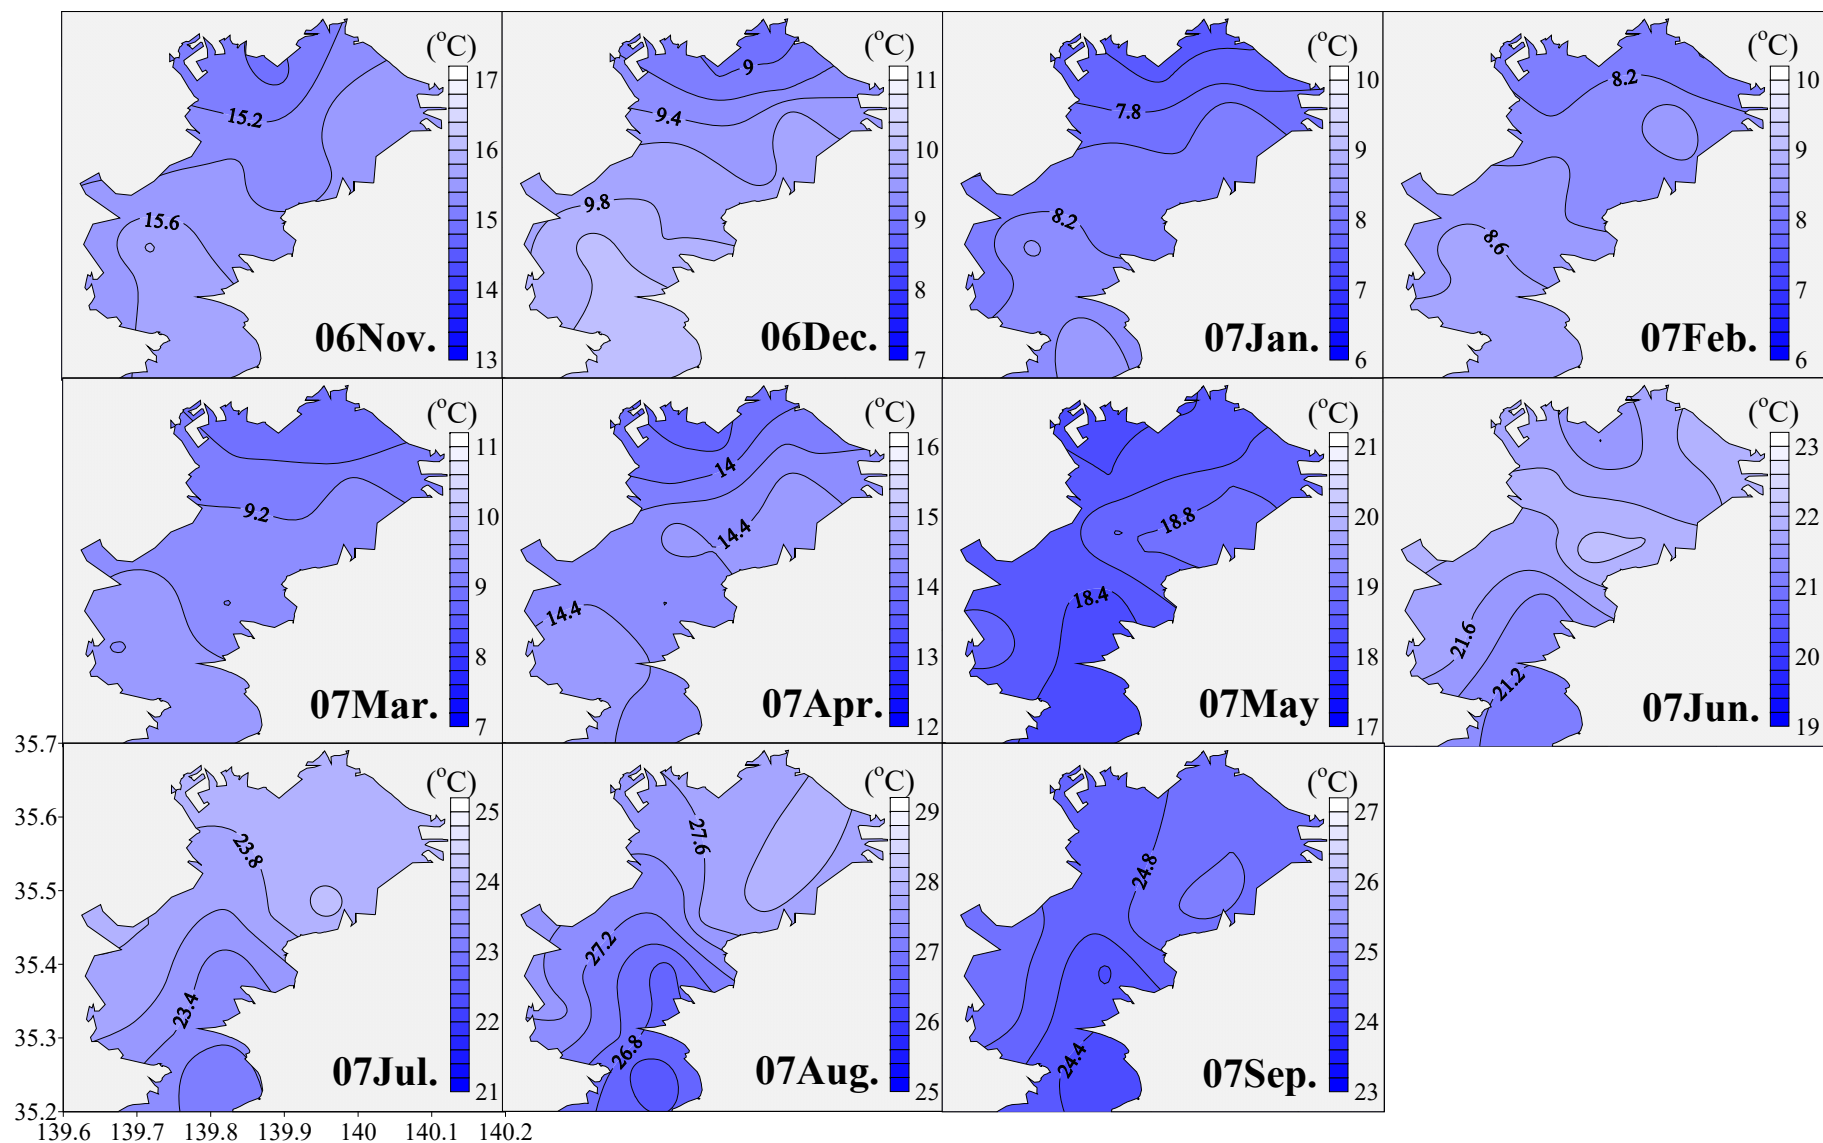 (°C) (°C) (°C) (°C)
17 11 10 10
9 8.2
15.2 16 9.4 10 7.8 9 9
15.6 15 9.8 9 8.2 8 8.6 8
14 8 7 7
06Nov. 13 06Dec. 7 07Jan. 6 07Feb. 6
(°C) (°C) (°C) (°C)
11 16 21 23
14
9.2 10 14.4 15 18.8 20 22
9 14.4 14 18.4 19 21.6 21
8 13 18 21.2 20
07Mar. 7 07Apr. 12 07May 17 07Jun. 19
35.7
(°C) (°C) (°C)
35.6 25 29 27
23.8 27.6 24.8
35.5 24 28 26
35.4 23 27.2 27 25
35.3 23.4 22 26.8 26 24.4 24
07Jul. 21 07Aug. 25 07Sep. 23
35.2
139.6 139.7 139.8 139.9 140 140.1 140.2